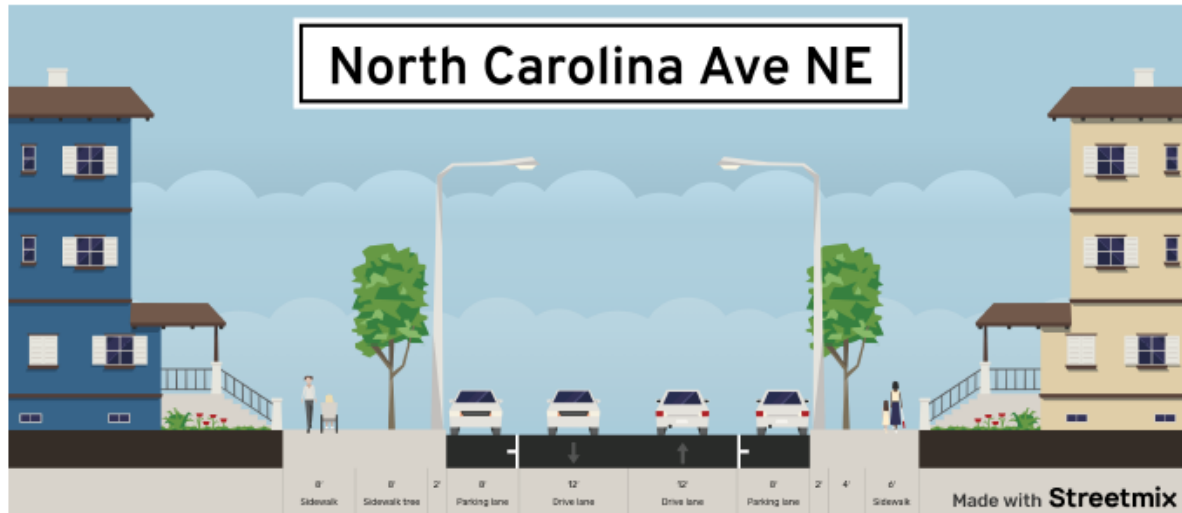 North Carolina Ave NE
8' 8' 2' 8' 12' 12' 8' 2' 4' 6'
Sidewalk Sidewalk tree Parking lane Drive lane Drive lane Parking lane Sidewalk
Made with Streetmix